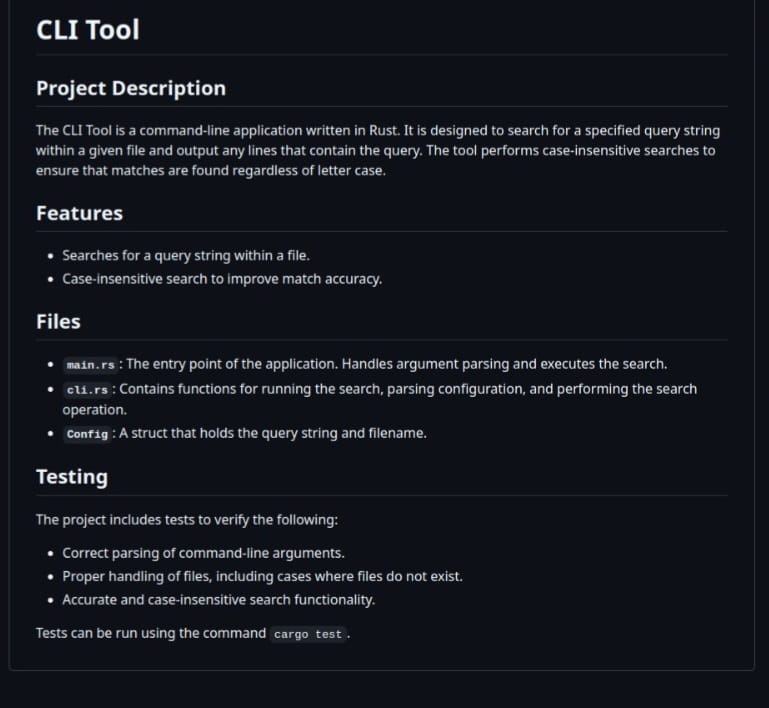 CLI Tool
Project Description
The CLI Tool is a command-line application written in Rust. It is designed to search for a specified query string
within a given file and output any lines that contain the query. The tool performs case-insensitive searches to
ensure that matches are found regardless of letter case.
Features
• Searches for a query string within a file.
• Case-insensitive search to improve match accuracy.
Files
• main.rs: The entry point of the application. Handles argument parsing and executes the search.
• cli.rs: Contains functions for running the search, parsing configuration, and performing the search
operation.
• Config: A struct that holds the query string and filename.
Testing
The project includes tests to verify the following:
• Correct parsing of command-line arguments.
• Proper handling of files, including cases where files do not exist.
• Accurate and case-insensitive search functionality.
Tests can be run using the command cargo test.